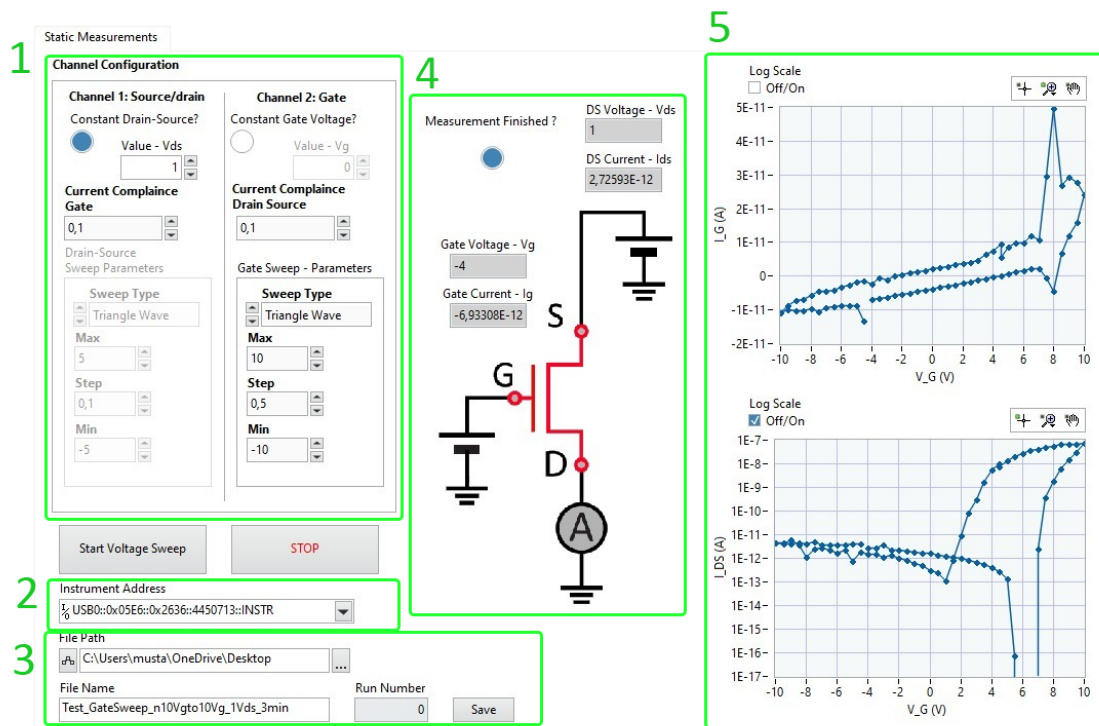 Static Measurements
1
Channel Configuration
Channel 1: Source/drain
Constant Drain-Source?
Value - Vds
1
Current Complaince
Gate
0,1
Drain-Source
Sweep Parameters
Sweep Type
Triangle Wave
Max
5
Step
0,1
Min
-5
Channel 2: Gate
Constant Gate Voltage?
Value - Vg
0
Current Complaince
Drain Source
0,1
Gate Sweep - Parameters
Sweep Type
Triangle Wave
Max
10
Step
0,5
Min
-10
Start Voltage Sweep
STOP
2
Instrument Address
I/0 USB0::0x05E6::0x2636::4450713::INSTR
3
File Path
C:\Users\musta\OneDrive\Desktop
...
File Name
Test_GateSweep_n10Vgto10Vg_1Vds_3min
Run Number
0
Save
4
Measurement Finished ?
DS Voltage - Vds
1
DS Current - Ids
2,72593E-12
Gate Voltage - Vg
-4
Gate Current - Ig
-6,93308E-12
S
G
D
A
5
Log Scale
Off/On
I_G (A)
5E-11
4E-11
3E-11
2E-11
1E-11
0
-1E-11
-2E-11
-10 -8 -6 -4 -2 0 2 4 6 8 10
V_G (V)
Log Scale
Off/On
I_DS (A)
1E-7
1E-8
1E-9
1E-10
1E-11
1E-12
1E-13
1E-14
1E-15
1E-16
1E-17
-10 -8 -6 -4 -2 0 2 4 6 8 10
V_G (V)